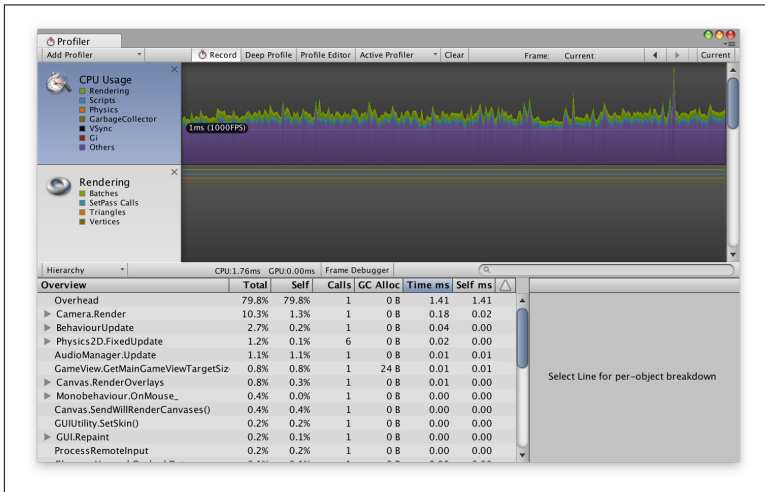 Profiler
Add Profiler Record Deep Profile Profile Editor Active Profiler Clear Frame: Current Current
CPU Usage
Rendering
Scripts
Physics
GarbageCollector
VSync
Gi
Others
1ms (1000FPS)
Rendering
Batches
SetPass Calls
Triangles
Vertices
Hierarchy CPU:1.76ms GPU:0.00ms Frame Debugger
Overview Total Self Calls GC Alloc Time ms Self ms
Overhead 79.8% 79.8% 1 0 B 1.41 1.41
Camera.Render 10.3% 1.3% 1 0 B 0.18 0.02
BehaviourUpdate 2.7% 0.2% 1 0 B 0.04 0.00
Physics2D.FixedUpdate 1.2% 0.1% 6 0 B 0.02 0.00
AudioManager.Update 1.1% 1.1% 1 0 B 0.01 0.01
GameView.GetMainGameViewTargetSiz 0.8% 0.8% 1 24 B 0.01 0.01
Canvas.RenderOverlays 0.8% 0.3% 1 0 B 0.01 0.00
Monobehaviour.OnMouse_ 0.4% 0.0% 1 0 B 0.00 0.00
Canvas.SendWillRenderCanvases() 0.4% 0.4% 1 0 B 0.00 0.00
GUIUtility.SetSkin() 0.2% 0.2% 1 0 B 0.00 0.00
GUI.Repaint 0.2% 0.1% 1 0 B 0.00 0.00
ProcessRemoteInput 0.2% 0.2% 1 0 B 0.00 0.00
Select Line for per-object breakdown